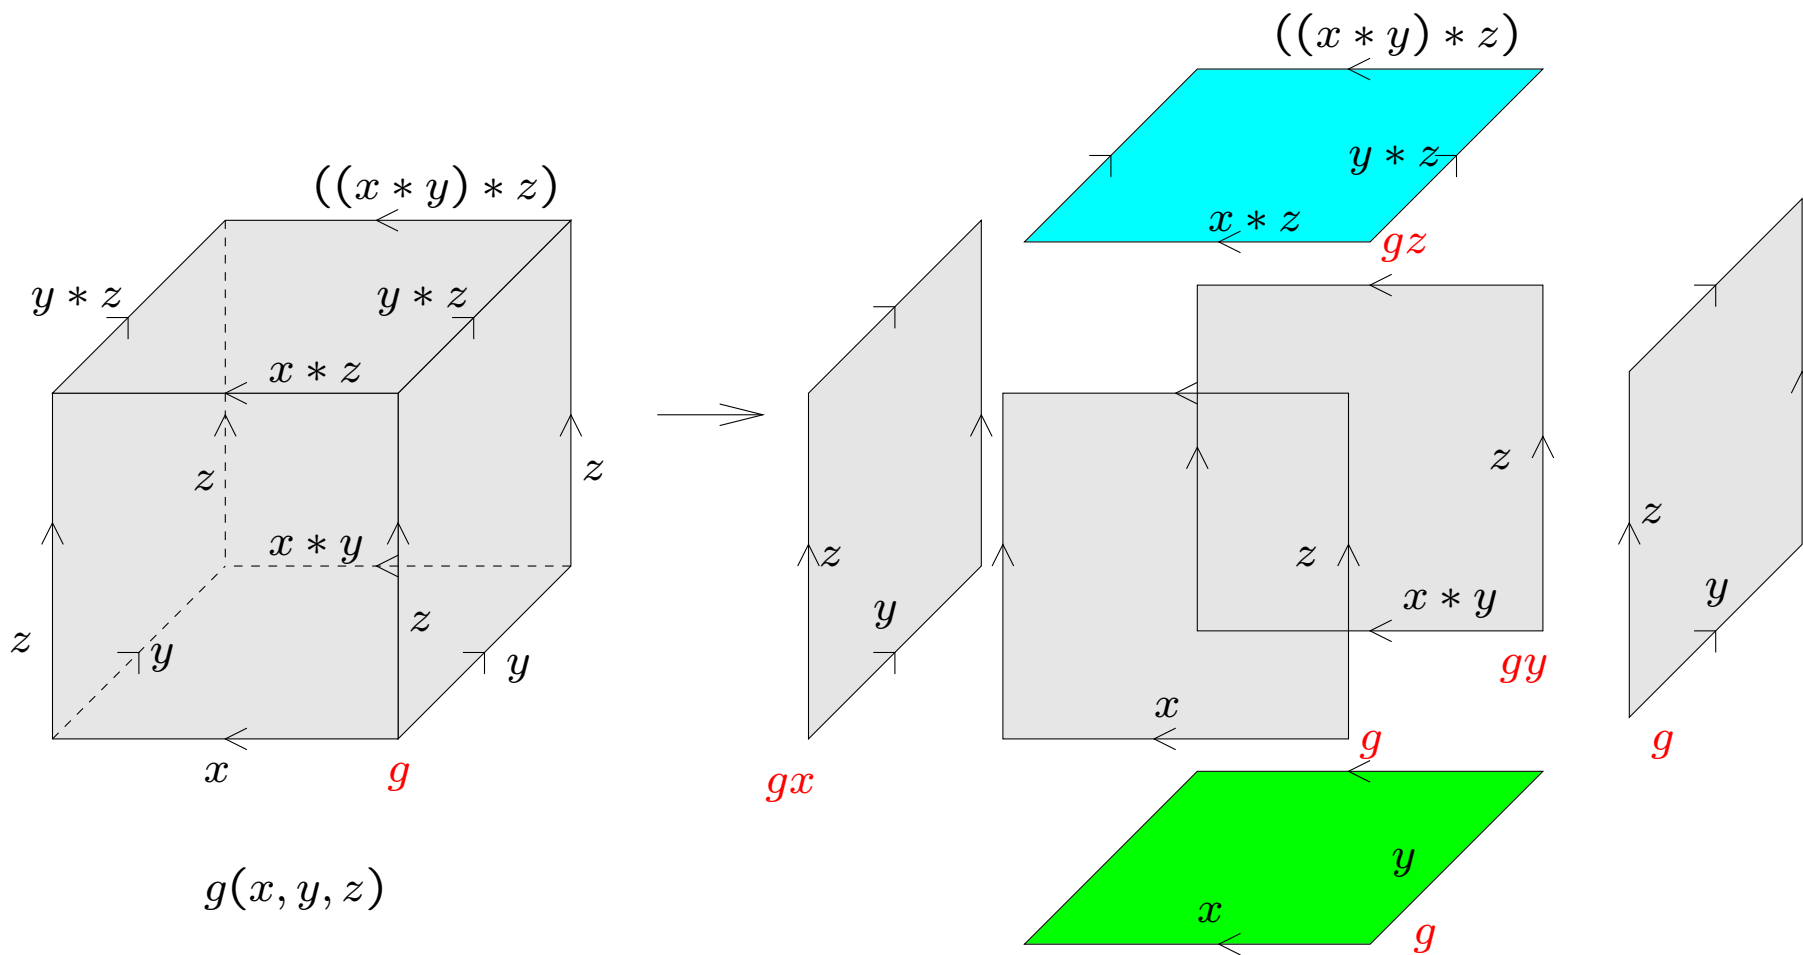 ((x ∗ y) ∗ z)
y ∗ z
y ∗ z
x ∗ z
z
z
x ∗ y
z
z
y
y
x
g
g(x, y, z)
((x ∗ y) ∗ z)
y ∗ z
x ∗ z
gz
z
y
gx
z
x ∗ y
gy
z
x
g
z
y
g
y
x
g